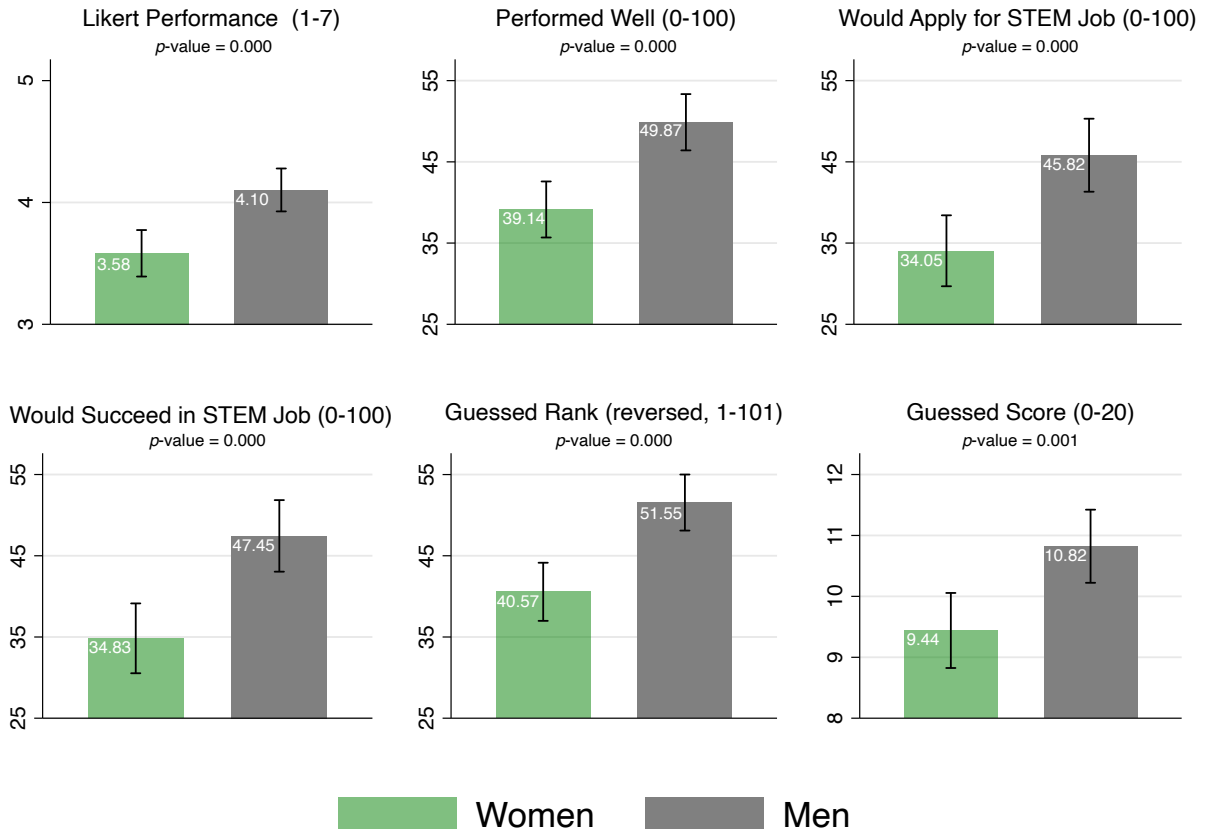 Likert Performance (1-7)
p-value = 0.000
5
4
3
3.58
4.10
Performed Well (0-100)
p-value = 0.000
55
45
35
25
39.14
49.87
Would Apply for STEM Job (0-100)
p-value = 0.000
55
45
35
25
34.05
45.82
Would Succeed in STEM Job (0-100)
p-value = 0.000
55
45
35
25
34.83
47.45
Guessed Rank (reversed, 1-101)
p-value = 0.000
55
45
35
25
40.57
51.55
Guessed Score (0-20)
p-value = 0.001
12
11
10
9
8
9.44
10.82
Women
Men